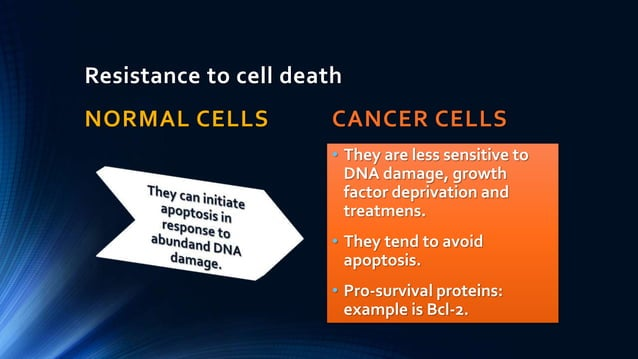 Resistance to cell death
NORMAL CELLS
They can initiate
apoptosis in
response to
abundand DNA
damage.
CANCER CELLS
• They are less sensitive to
DNA damage, growth
factor deprivation and
treatmens.
• They tend to avoid
apoptosis.
• Pro-survival proteins:
example is Bcl-2.